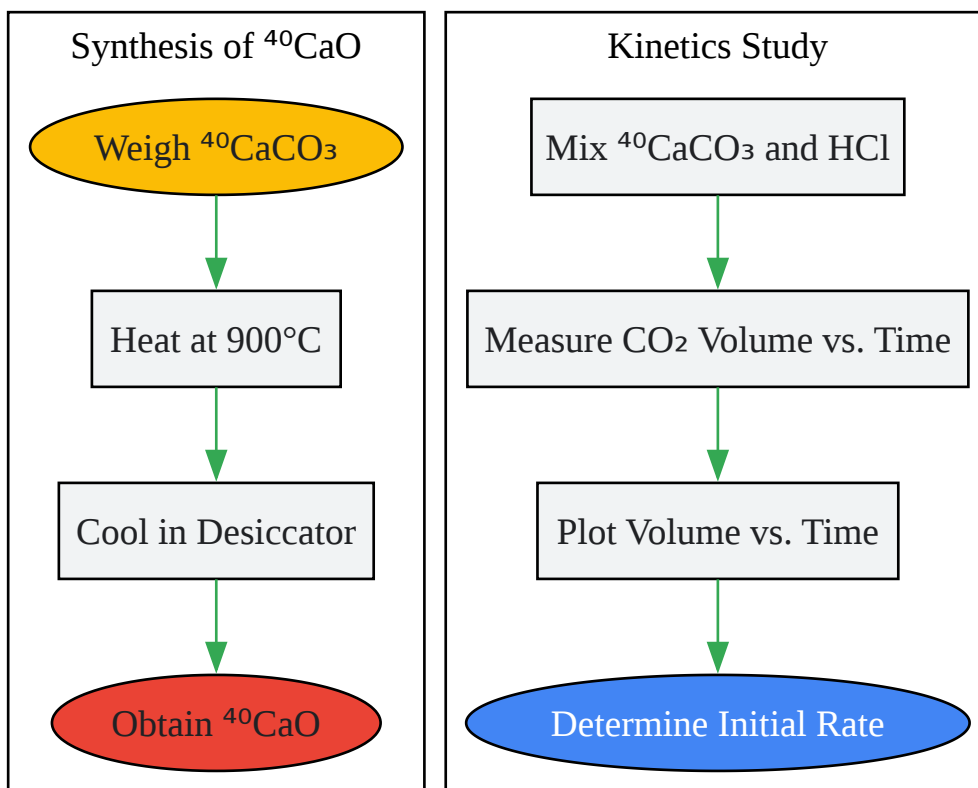 Synthesis of ⁴⁰CaO
Weigh ⁴⁰CaCO₃
Heat at 900°C
Cool in Desiccator
Obtain ⁴⁰CaO
Kinetics Study
Mix ⁴⁰CaCO₃ and HCl
Measure CO₂ Volume vs. Time
Plot Volume vs. Time
Determine Initial Rate